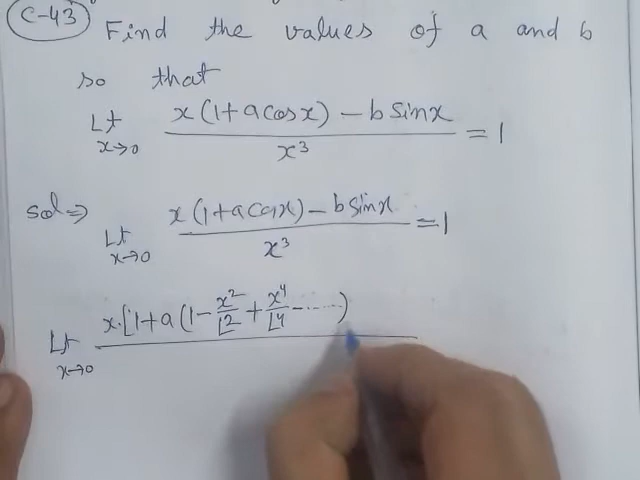 C-43 Find the values of a and b
so that
Lt x→0 x(1+a cos x) − b sin x / x³ = 1
Sol⇒ Lt x→0 x(1+a cos x) − b sin x / x³ = 1
Lt x→0 x·[1+a(1−x²/⌊2+x⁴/⌊4−......)